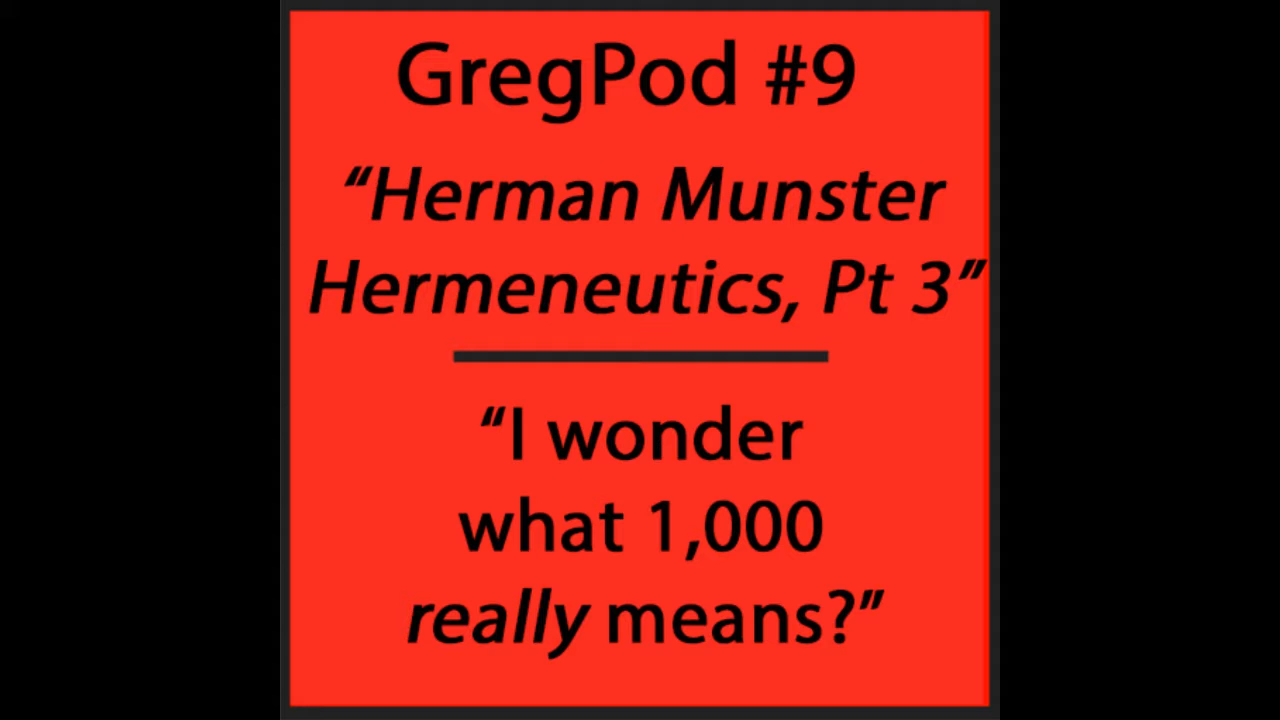 GregPod #9
“Herman Munster
Hermeneutics, Pt 3”
“I wonder
what 1,000
really means?”